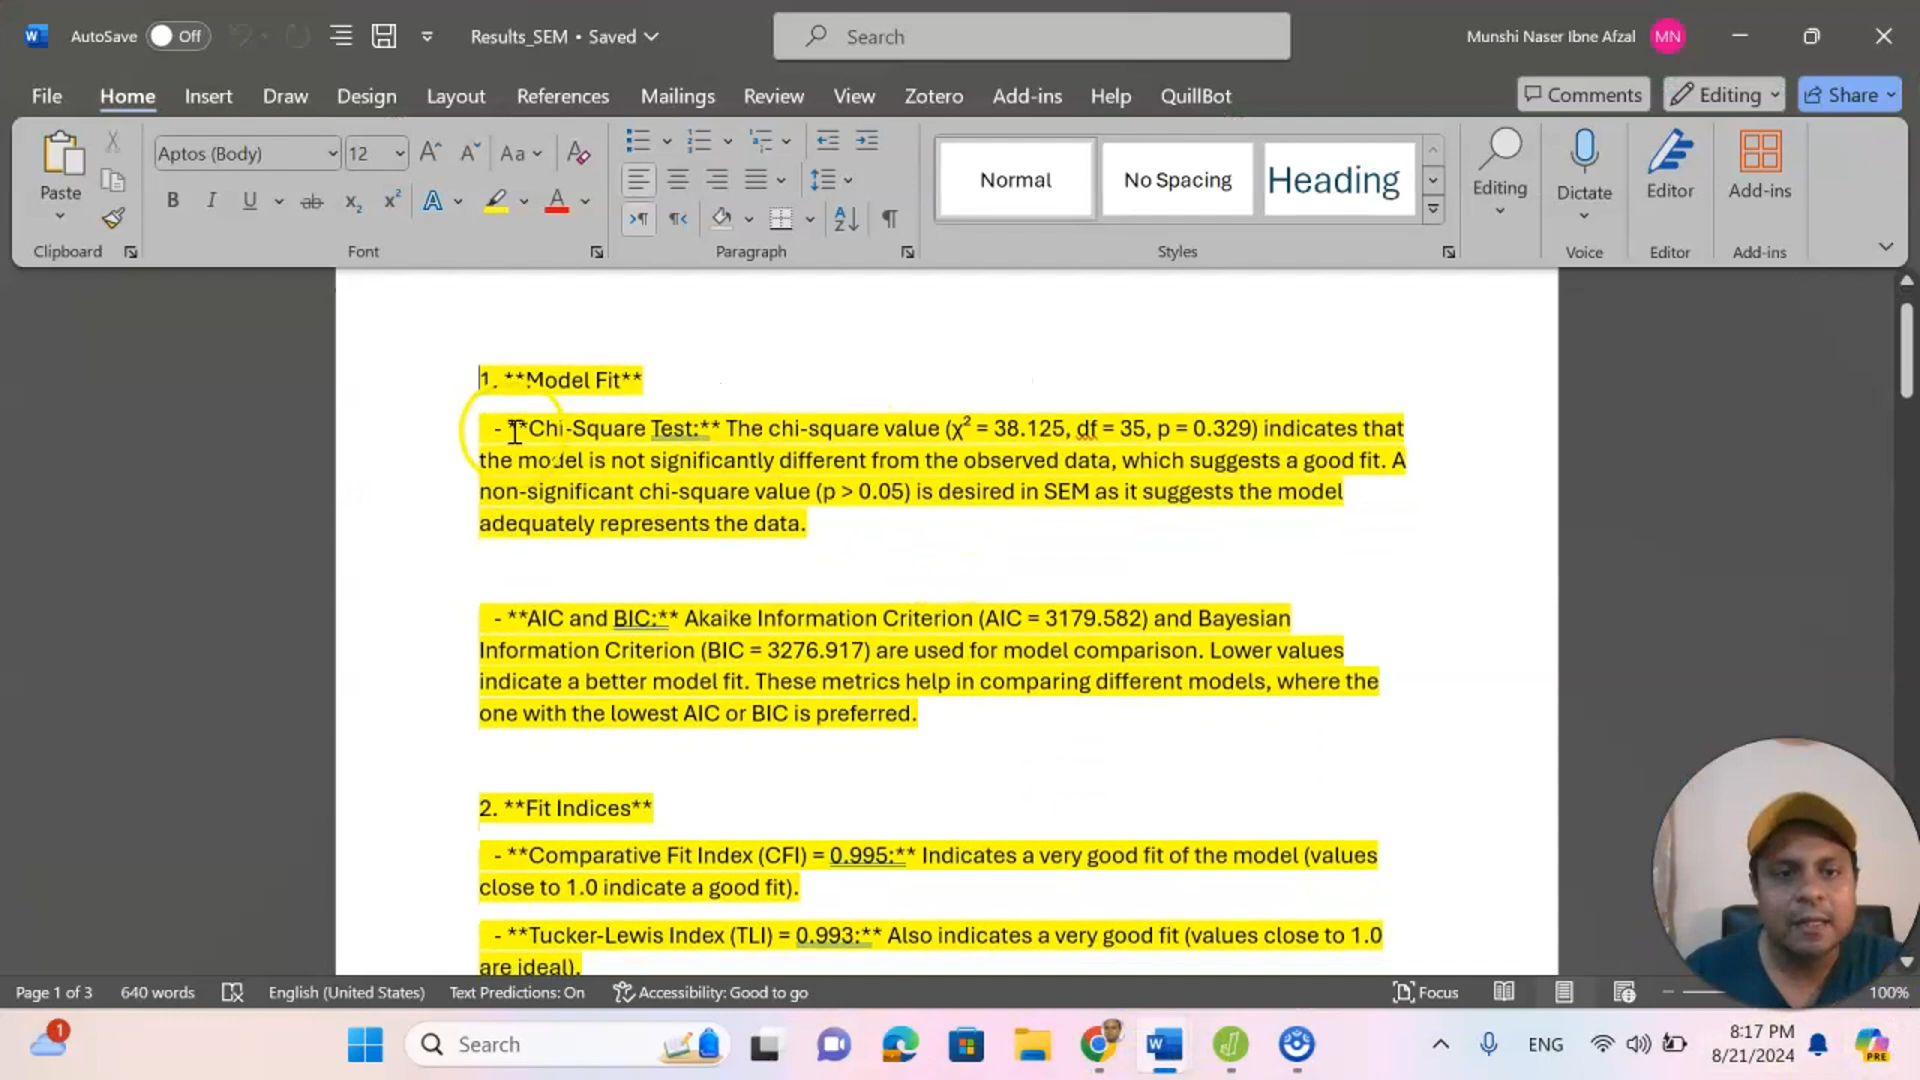 AutoSave Off Results_SEM • Saved Search Munshi Naser Ibne Afzal MN
File Home Insert Draw Design Layout References Mailings Review View Zotero Add-ins Help QuillBot Comments Editing Share
Aptos (Body) 12 Aa
Paste
B I U ab x₂ x² A A
Normal No Spacing Heading
Editing Dictate Editor Add-ins
Clipboard Font Paragraph Styles Voice Editor Add-ins
1. **Model Fit**
- **Chi-Square Test:** The chi-square value (χ² = 38.125, df = 35, p = 0.329) indicates that
the model is not significantly different from the observed data, which suggests a good fit. A
non-significant chi-square value (p > 0.05) is desired in SEM as it suggests the model
adequately represents the data.
- **AIC and BIC:** Akaike Information Criterion (AIC = 3179.582) and Bayesian
Information Criterion (BIC = 3276.917) are used for model comparison. Lower values
indicate a better model fit. These metrics help in comparing different models, where the
one with the lowest AIC or BIC is preferred.
2. **Fit Indices**
- **Comparative Fit Index (CFI) = 0.995:** Indicates a very good fit of the model (values
close to 1.0 indicate a good fit).
- **Tucker-Lewis Index (TLI) = 0.993:** Also indicates a very good fit (values close to 1.0
are ideal).
Page 1 of 3 640 words English (United States) Text Predictions: On Accessibility: Good to go Focus 100%
1 Search ENG 8:17 PM
8/21/2024 PRE